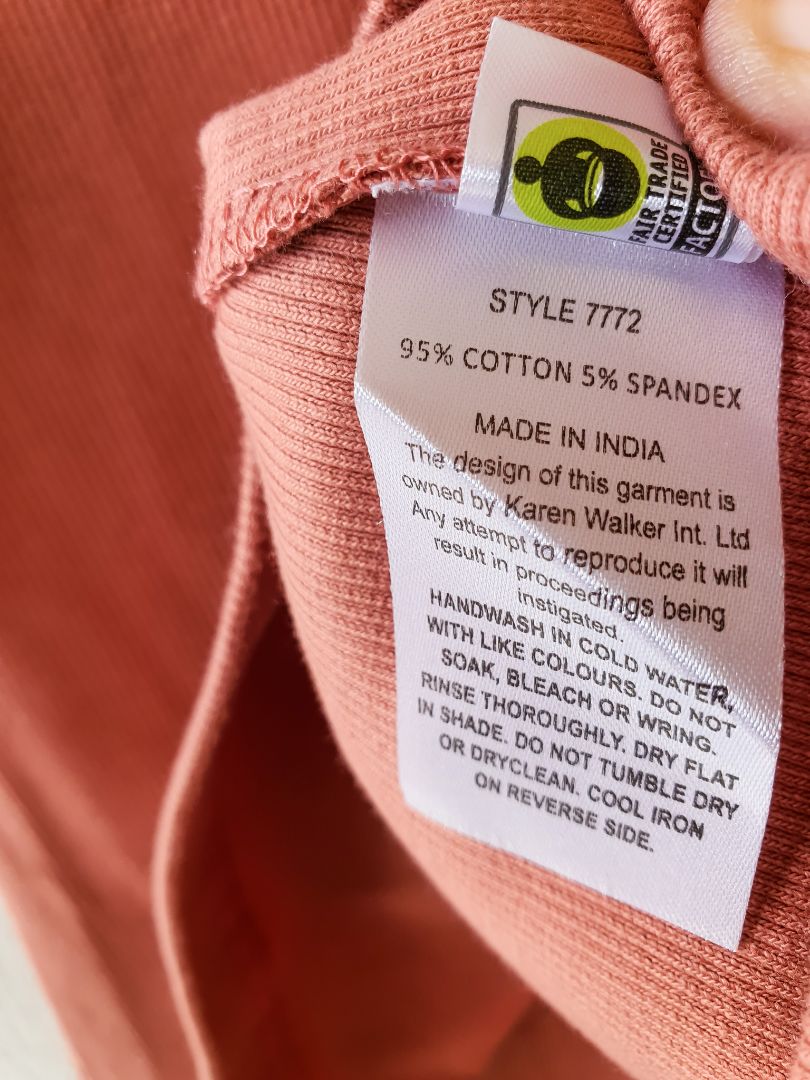 FAIR TRADE
CERTIFIED
STYLE 7772
95% COTTON 5% SPANDEX
MADE IN INDIA
The design of this garment is
owned by Karen Walker Int. Ltd
Any attempt to reproduce it will
result in proceedings being
instigated.
HANDWASH IN COLD WATER,
WITH LIKE COLOURS. DO NOT
SOAK, BLEACH OR WRING.
RINSE THOROUGHLY. DRY FLAT
IN SHADE. DO NOT TUMBLE DRY
OR DRYCLEAN. COOL IRON
ON REVERSE SIDE.